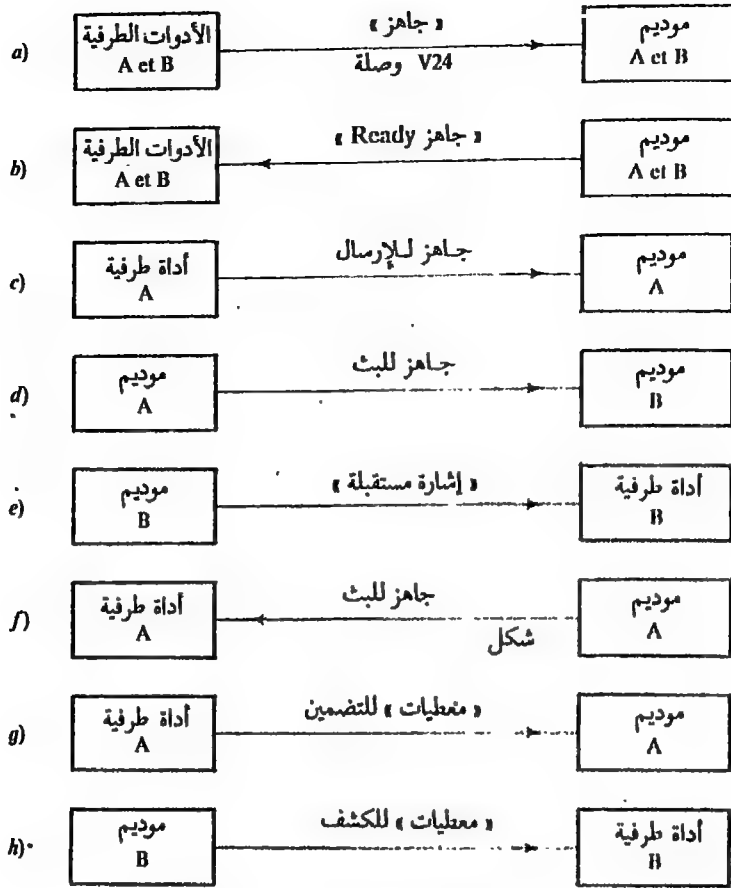 a) الأدوات الطرفية « جاهز » موديم
A et B وصلة V24 A et B
b) الأدوات الطرفية « جاهز Ready » موديم
A et B A et B
c) أداة طرفية جاهز للإرسال موديم
A A
d) موديم جاهز للبث موديم
A B
e) موديم « إشارة مستقبلة » أداة طرفية
B B
f) أداة طرفية جاهز للبث موديم
A شكل A
g) أداة طرفية « معطيات » للتضمين موديم
A A
h) موديم « معطيات » للكشف أداة طرفية
B B